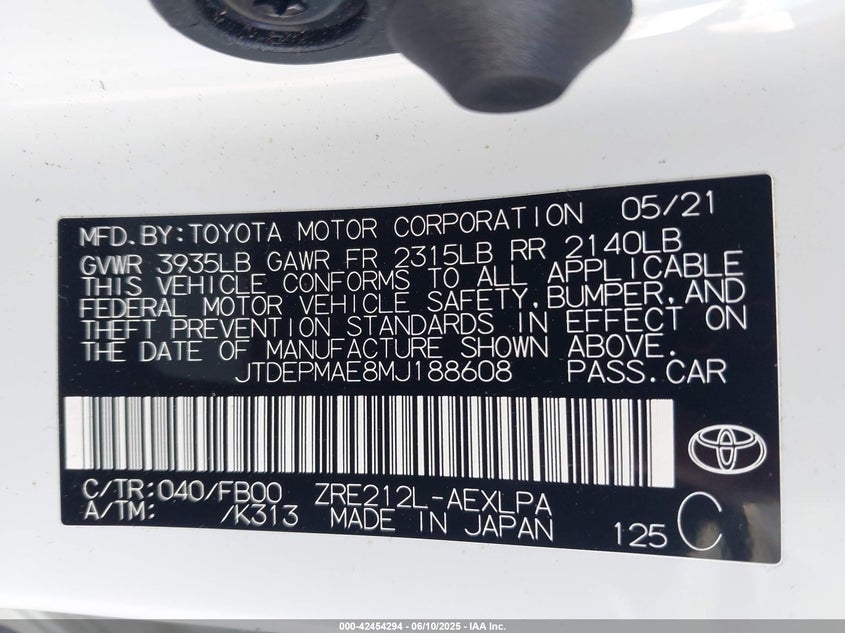 MFD.BY:TOYOTA MOTOR CORPORATION 05/21
GVWR 3935LB GAWR FR 2315LB RR 2140LB
THIS VEHICLE CONFORMS TO ALL APPLICABLE
FEDERAL MOTOR VEHICLE SAFETY,BUMPER,AND
THEFT PREVENTION STANDARDS IN EFFECT ON
THE DATE OF MANUFACTURE SHOWN ABOVE.
JTDEPMAE8MJ188608 PASS.CAR
C/TR:040/FB00 ZRE212L-AEXLPA
A/TM: /K313 MADE IN JAPAN 125 C
000-42454294 - 06/10/2025 - IAA Inc.